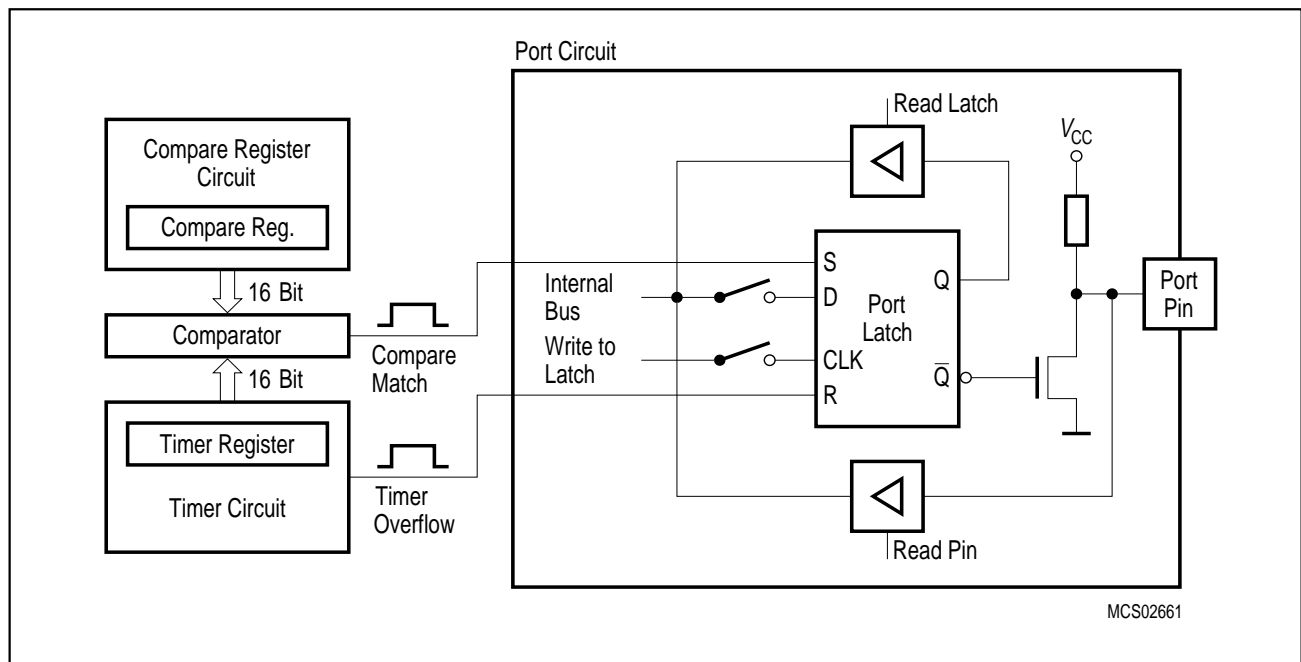 Port Circuit
Compare Register
Circuit
Compare Reg.
16 Bit
Comparator
16 Bit
Timer Register
Timer Circuit
Compare
Match
Timer
Overflow
Read Latch
VCC
Internal
Bus
Write to
Latch
S
D
CLK
R
Port
Latch
Q
Q̅
Port
Pin
Read Pin
MCS02661